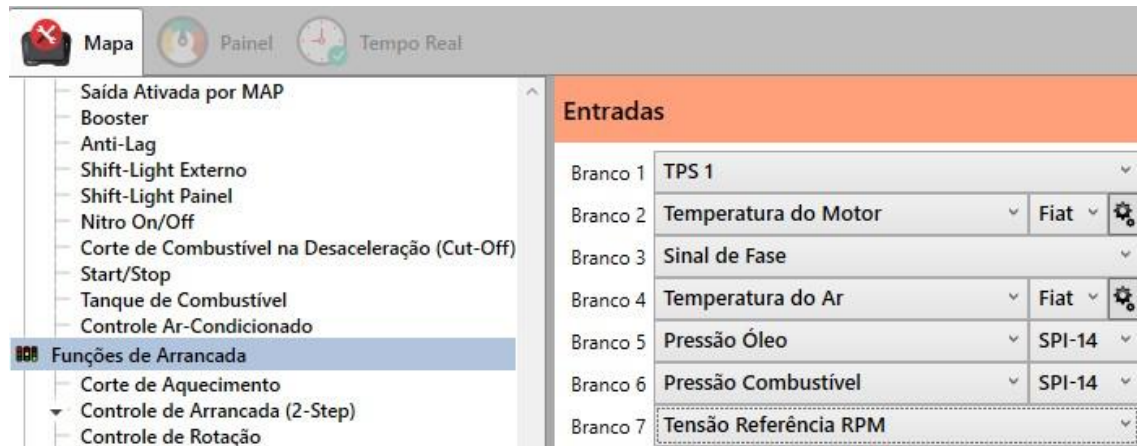 Mapa Painel Tempo Real
Saída Ativada por MAP
Booster
Anti-Lag
Shift-Light Externo
Shift-Light Painel
Nitro On/Off
Corte de Combustível na Desaceleração (Cut-Off)
Start/Stop
Tanque de Combustível
Controle Ar-Condicionado
Funções de Arrancada
Corte de Aquecimento
Controle de Arrancada (2-Step)
Controle de Rotação
Entradas
Branco 1 TPS 1
Branco 2 Temperatura do Motor Fiat
Branco 3 Sinal de Fase
Branco 4 Temperatura do Ar Fiat
Branco 5 Pressão Óleo SPI-14
Branco 6 Pressão Combustível SPI-14
Branco 7 Tensão Referência RPM